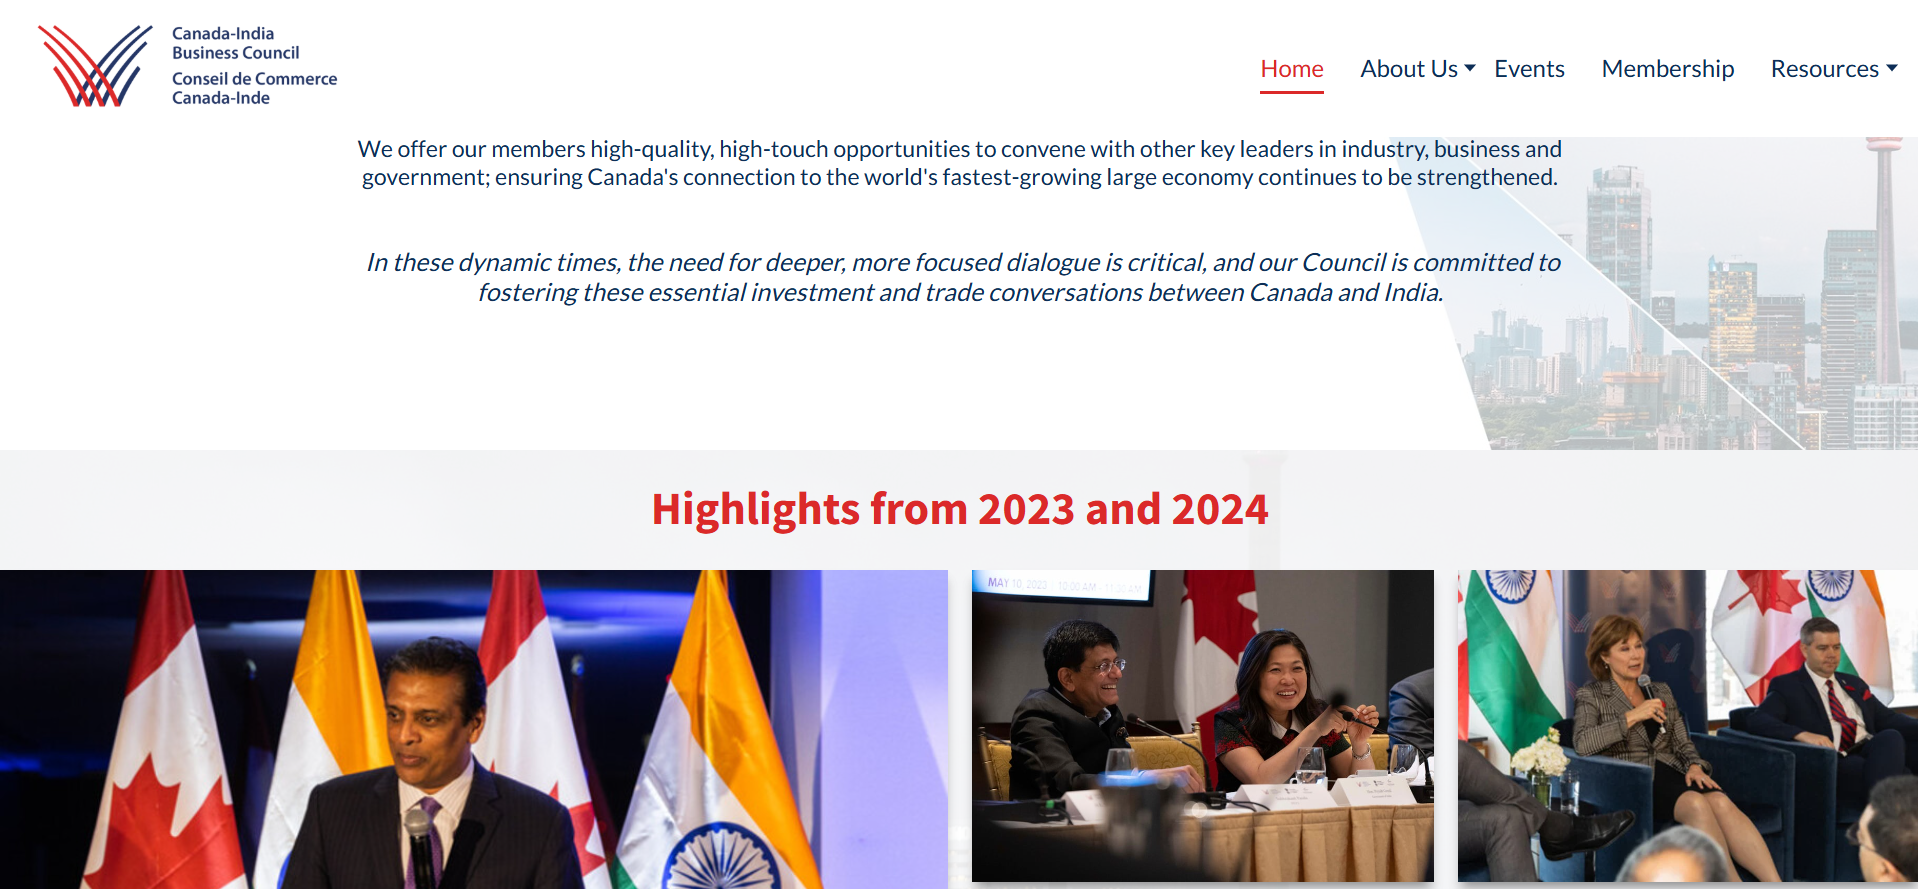 Canada-India
Business Council
Conseil de Commerce
Canada-Inde
Home About Us Events Membership Resources
We offer our members high-quality, high-touch opportunities to convene with other key leaders in industry, business and
government; ensuring Canada's connection to the world's fastest-growing large economy continues to be strengthened.
In these dynamic times, the need for deeper, more focused dialogue is critical, and our Council is committed to
fostering these essential investment and trade conversations between Canada and India.
Highlights from 2023 and 2024
MAY 10, 2023 10:00 AM - 11:30 AM